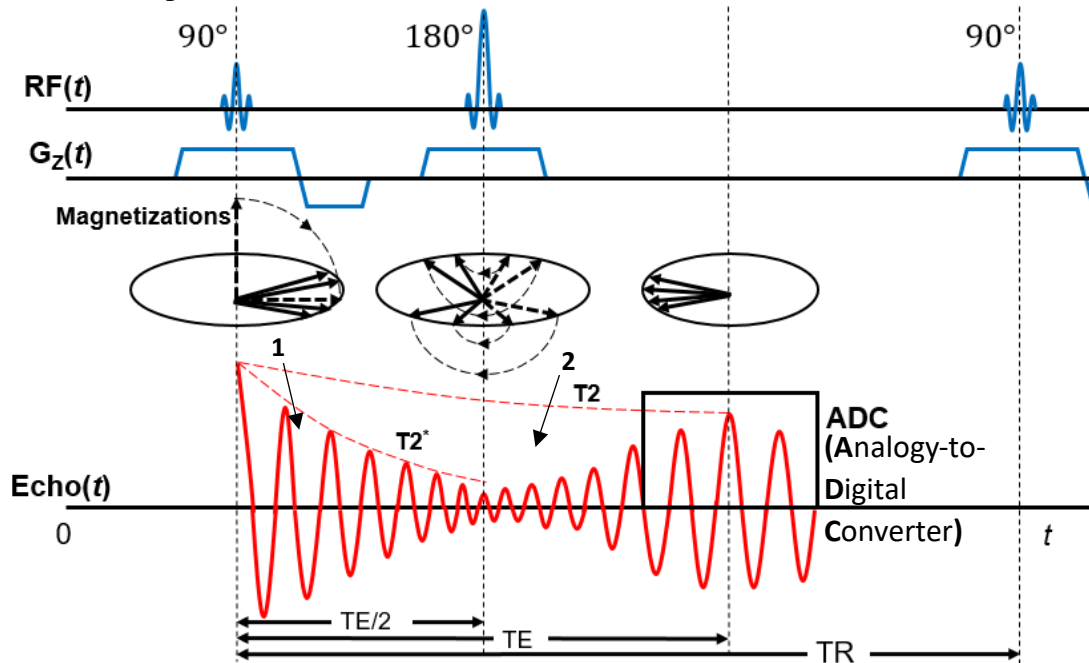 90°
180°
90°
RF(t)
G_Z(t)
Magnetizations
1
2
T2
T2*
ADC
(Analogy-to-
Digital
Converter)
Echo(t)
0
t
TE/2
TE
TR